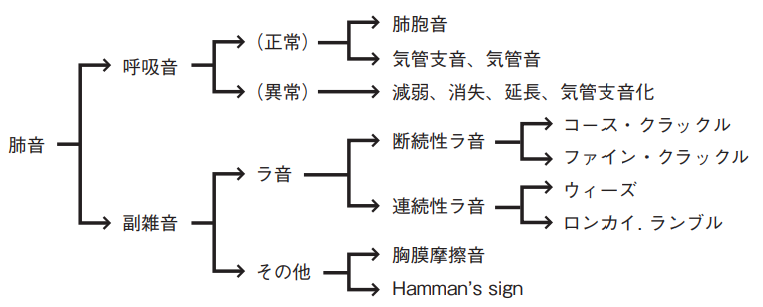 肺音
呼吸音
(正常)
肺胞音
気管支音、気管音
(異常)
減弱、消失、延長、気管支音化
副雑音
ラ音
断続性ラ音
コース・クラックル
ファイン・クラックル
連続性ラ音
ウィーズ
ロンカイ. ランブル
その他
胸膜摩擦音
Hamman's sign